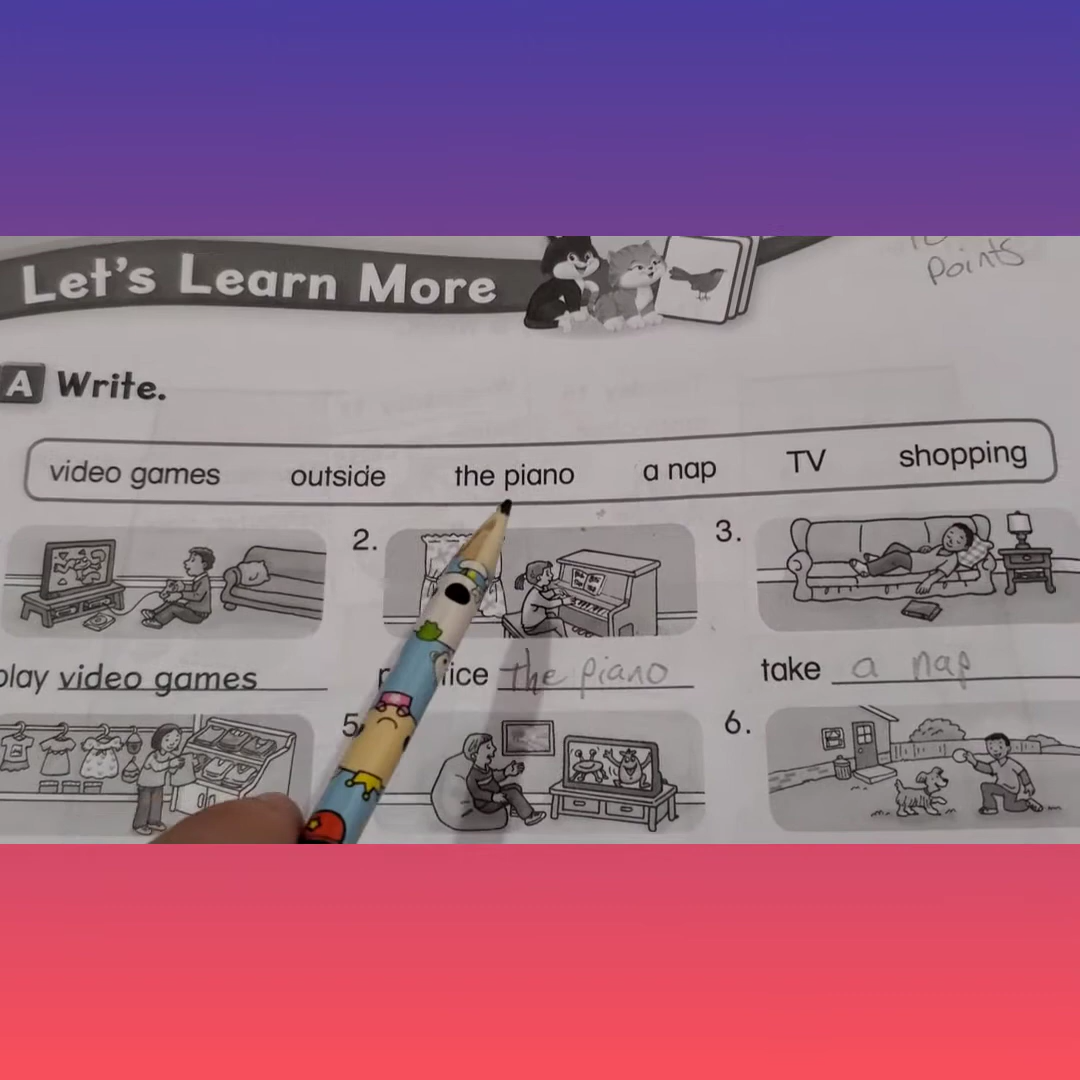 Let's Learn More
Points
A Write.
video games outside the piano a nap TV shopping
2.
3.
play video games
the piano
take a nap
5
6.